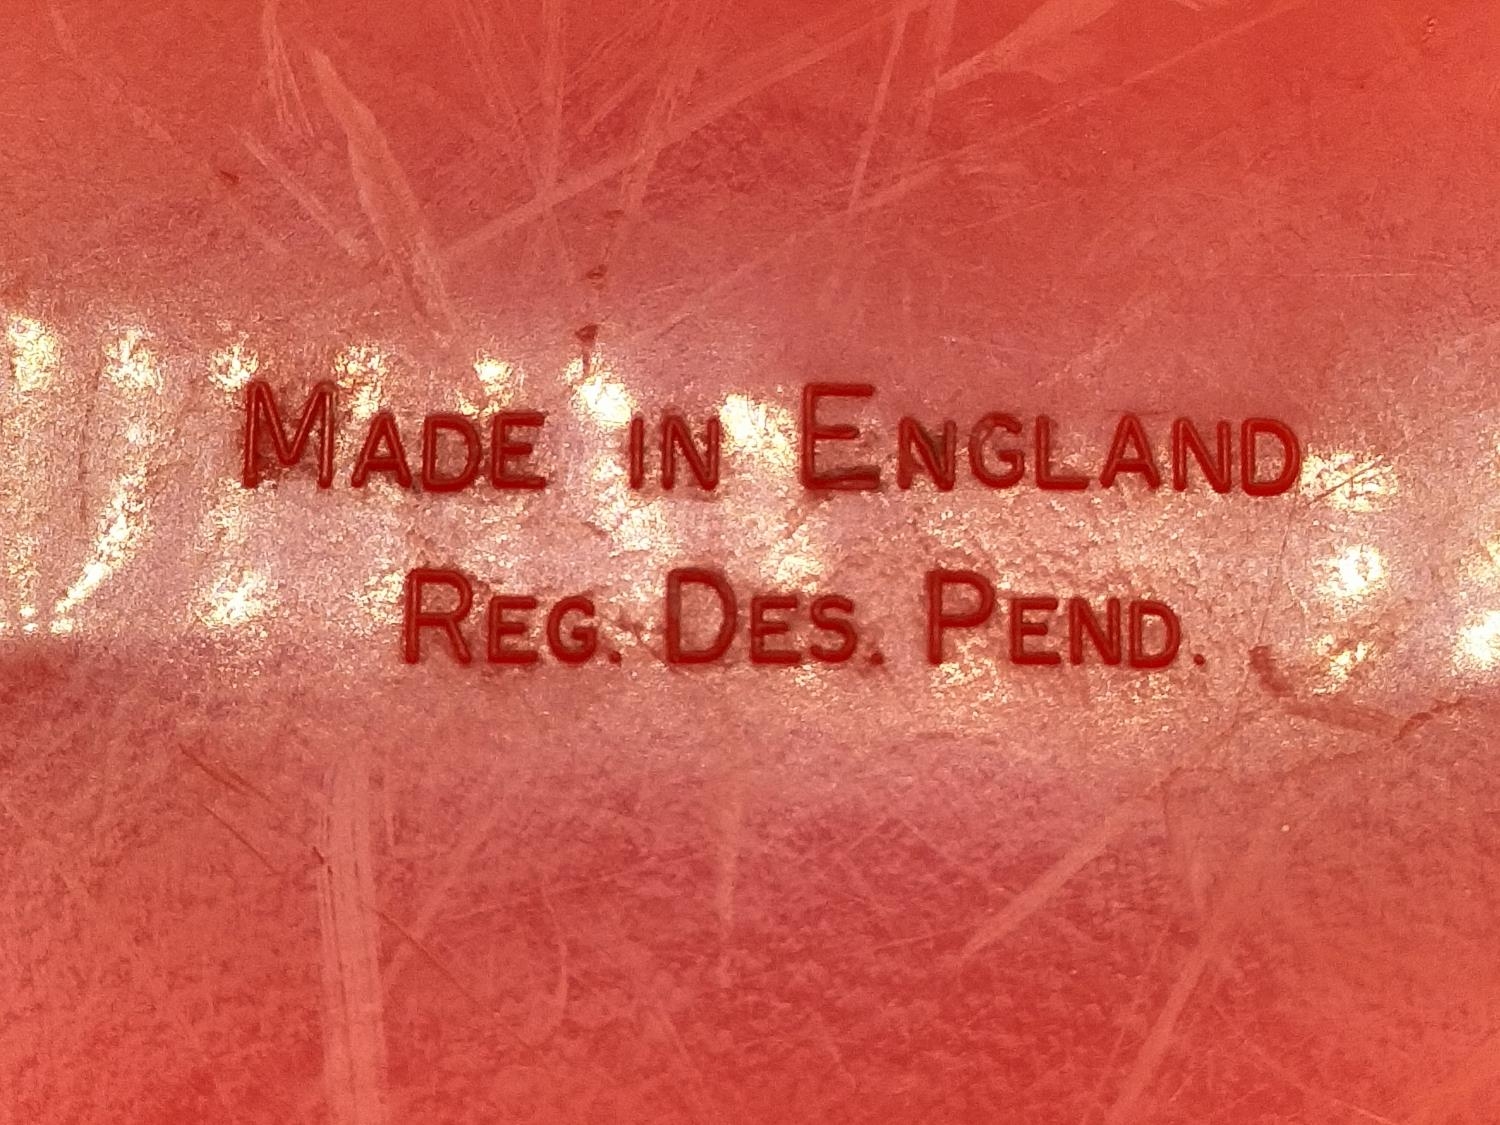 Made in England
Reg. Des. Pend.